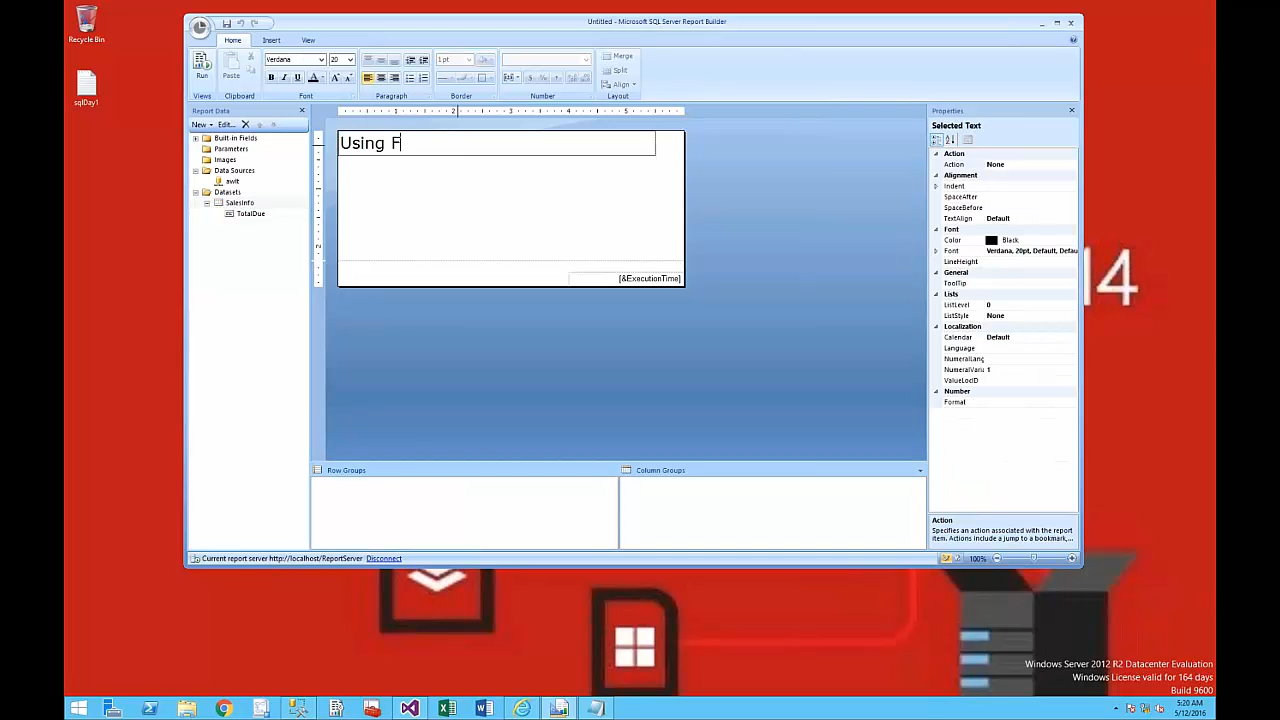 Recycle Bin
sqlDay1
Untitled - Microsoft SQL Server Report Builder
Home Insert View
Run
Paste
Verdana 20
B I U A
1 pt
Merge
Split
Align
Views Clipboard Font Paragraph Border Number Layout
Report Data
New Edit...
Built-in Fields
Parameters
Images
Data Sources
awlt
Datasets
SalesInfo
TotalDue
1 2 3 4 5
Using F
[&ExecutionTime]
Row Groups
Column Groups
Properties
Selected Text
Action
Action None
Alignment
Indent
SpaceAfter
SpaceBefore
TextAlign Default
Font
Color Black
Font Verdana, 20pt, Default, Defau
LineHeight
General
ToolTip
Lists
ListLevel 0
ListStyle None
Localization
Calendar Default
Language
NumeralLang
NumeralVaria 1
ValueLocID
Number
Format
Action
Specifies an action associated with the report
item. Actions include a jump to a bookmark,...
Current report server http://localhost/ReportServer Disconnect
100%
14
Windows Server 2012 R2 Datacenter Evaluation
Windows License valid for 164 days
Build 9600
5:20 AM
5/12/2016